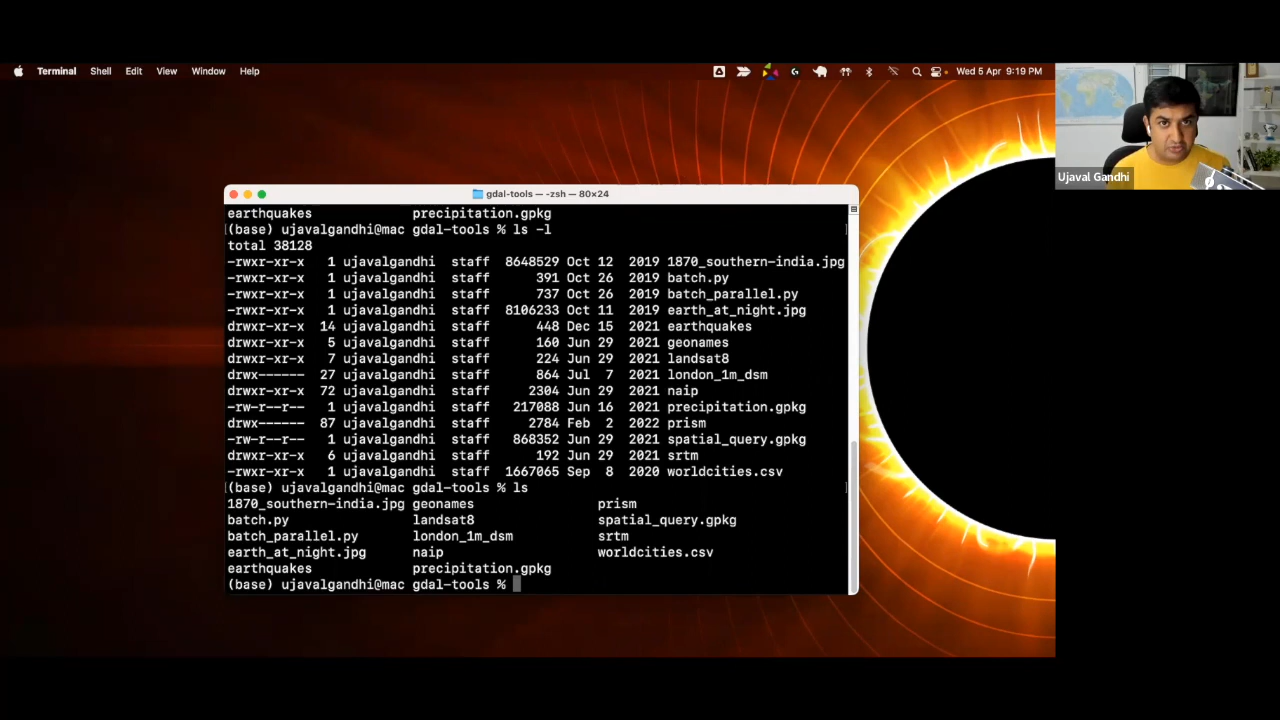 Terminal Shell Edit View Window Help Wed 5 Apr 9:19 PM
Ujaval Gandhi
gdal-tools — -zsh — 80×24
earthquakes precipitation.gpkg
(base) ujavalgandhi@mac gdal-tools % ls -l
total 38128
-rwxr-xr-x 1 ujavalgandhi staff 8648529 Oct 12 2019 1870_southern-india.jpg
-rwxr-xr-x 1 ujavalgandhi staff 391 Oct 26 2019 batch.py
-rwxr-xr-x 1 ujavalgandhi staff 737 Oct 26 2019 batch_parallel.py
-rwxr-xr-x 1 ujavalgandhi staff 8106233 Oct 11 2019 earth_at_night.jpg
drwxr-xr-x 14 ujavalgandhi staff 448 Dec 15 2021 earthquakes
drwxr-xr-x 5 ujavalgandhi staff 160 Jun 29 2021 geonames
drwxr-xr-x 7 ujavalgandhi staff 224 Jun 29 2021 landsat8
drwx------ 27 ujavalgandhi staff 864 Jul 7 2021 london_1m_dsm
drwxr-xr-x 72 ujavalgandhi staff 2304 Jun 29 2021 naip
-rw-r--r-- 1 ujavalgandhi staff 217088 Jun 16 2021 precipitation.gpkg
drwx------ 87 ujavalgandhi staff 2784 Feb 2 2022 prism
-rw-r--r-- 1 ujavalgandhi staff 868352 Jun 29 2021 spatial_query.gpkg
drwxr-xr-x 6 ujavalgandhi staff 192 Jun 29 2021 srtm
-rwxr-xr-x 1 ujavalgandhi staff 1667065 Sep 8 2020 worldcities.csv
(base) ujavalgandhi@mac gdal-tools % ls
1870_southern-india.jpg geonames prism
batch.py landsat8 spatial_query.gpkg
batch_parallel.py london_1m_dsm srtm
earth_at_night.jpg naip worldcities.csv
earthquakes precipitation.gpkg
(base) ujavalgandhi@mac gdal-tools %